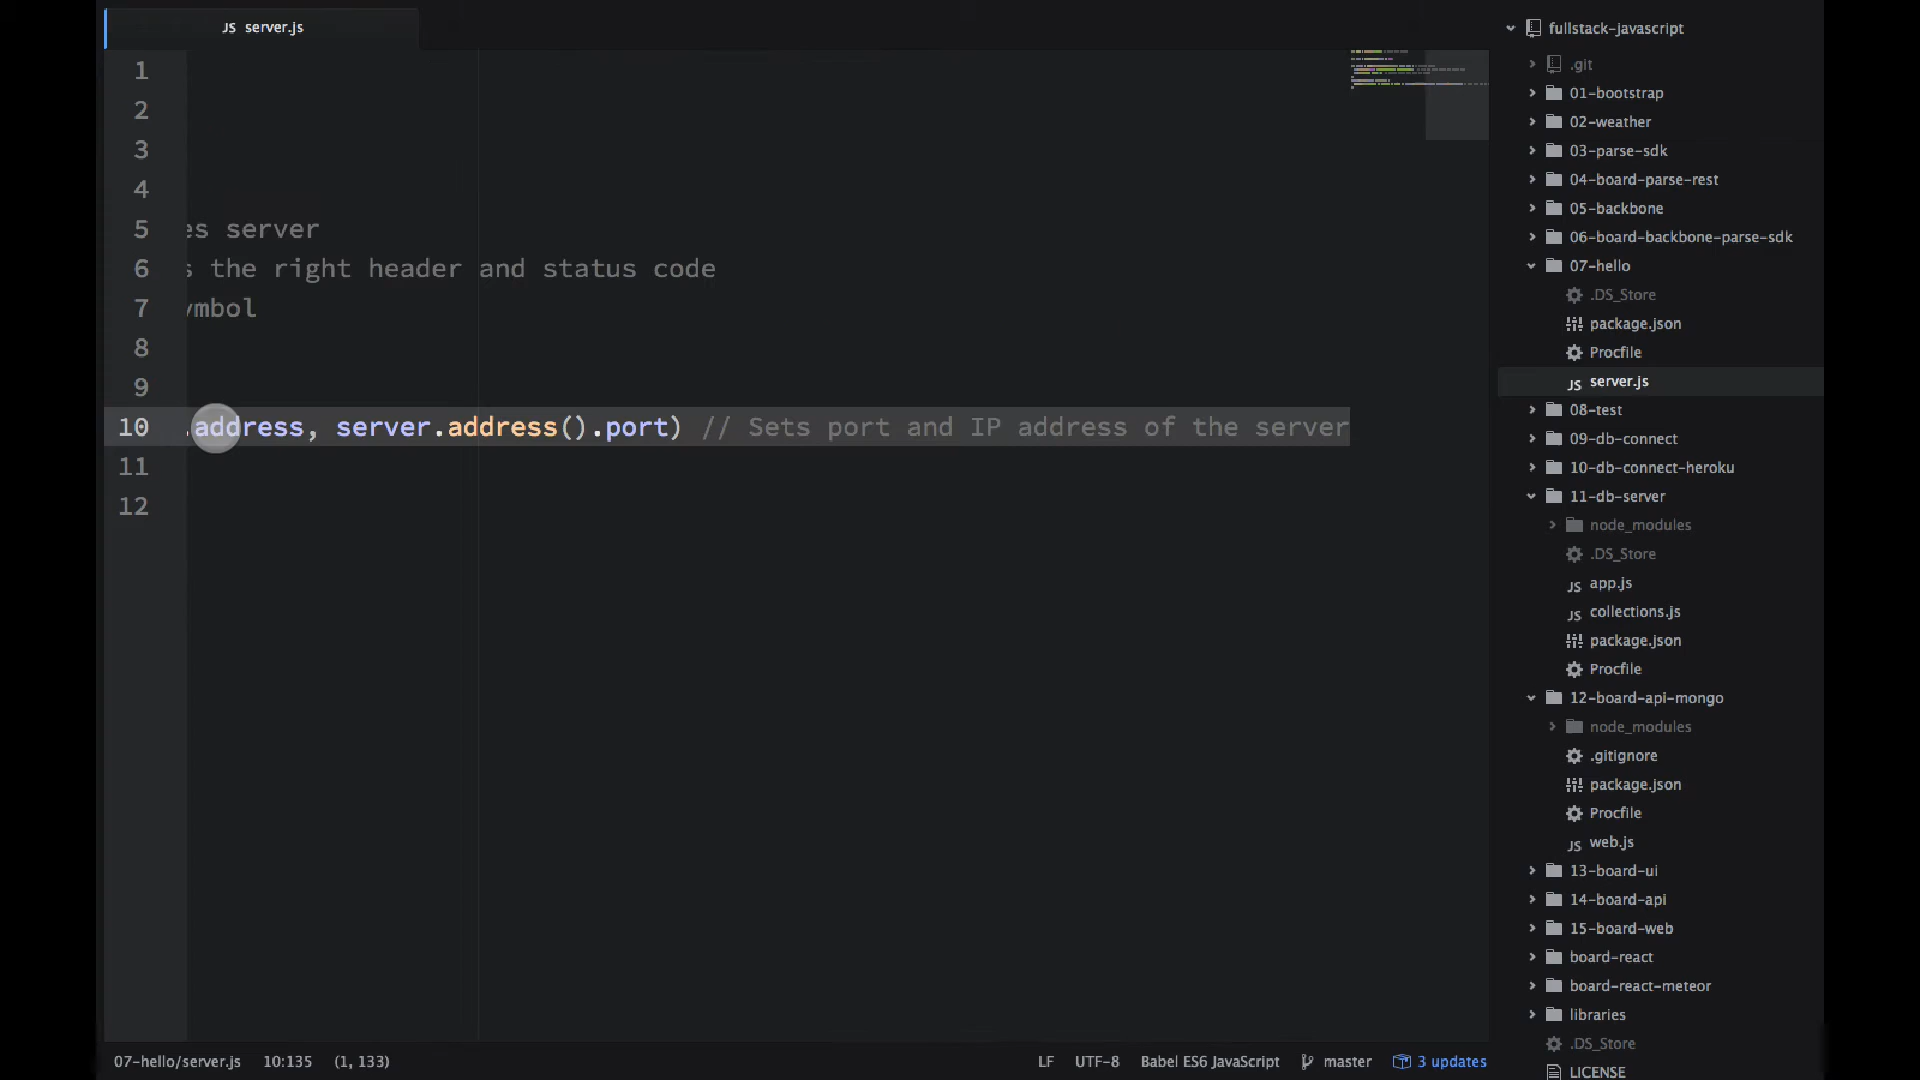 JS server.js
1
2
3
4
5 es server
6 s the right header and status code
7 ymbol
8
9
10 .address, server.address().port) // Sets port and IP address of the server
11
12
07-hello/server.js 10:135 (1, 133) LF UTF-8 Babel ES6 JavaScript master 3 updates
fullstack-javascript
.git
01-bootstrap
02-weather
03-parse-sdk
04-board-parse-rest
05-backbone
06-board-backbone-parse-sdk
07-hello
.DS_Store
package.json
Procfile
JS server.js
08-test
09-db-connect
10-db-connect-heroku
11-db-server
node_modules
.DS_Store
JS app.js
JS collections.js
package.json
Procfile
12-board-api-mongo
node_modules
.gitignore
package.json
Procfile
JS web.js
13-board-ui
14-board-api
15-board-web
board-react
board-react-meteor
libraries
.DS_Store
LICENSE